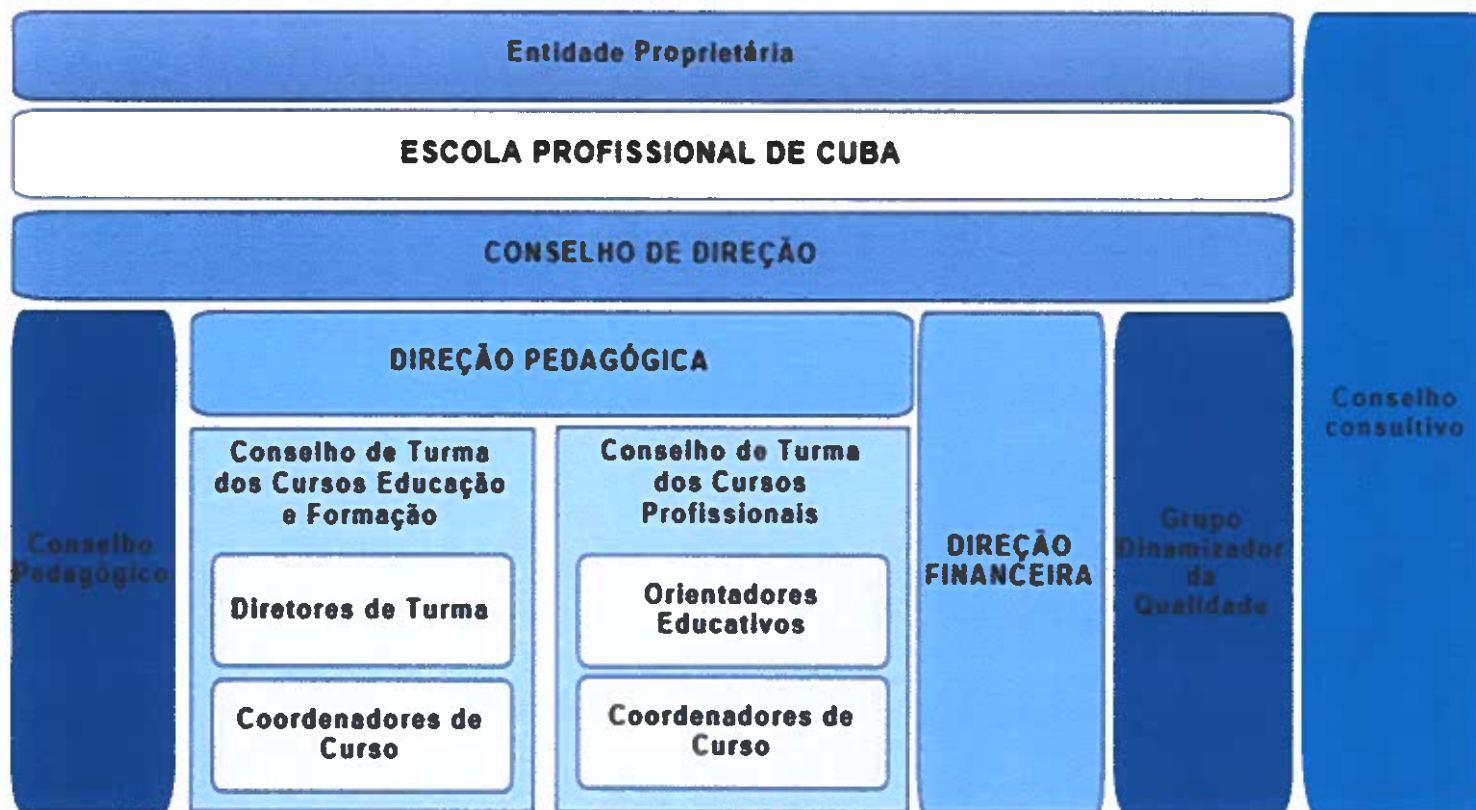 Entidade Proprietária
ESCOLA PROFISSIONAL DE CUBA
CONSELHO DE DIREÇÃO
Conselho
Pedagógico
DIREÇÃO PEDAGÓGICA
Conselho de Turma
dos Cursos Educação
e Formação
Diretores de Turma
Coordenadores de
Curso
Conselho de Turma
dos Cursos
Profissionais
Orientadores
Educativos
Coordenadores de
Curso
DIREÇÃO
FINANCEIRA
Grupo
Dinamizador
da
Qualidade
Conselho
consultivo